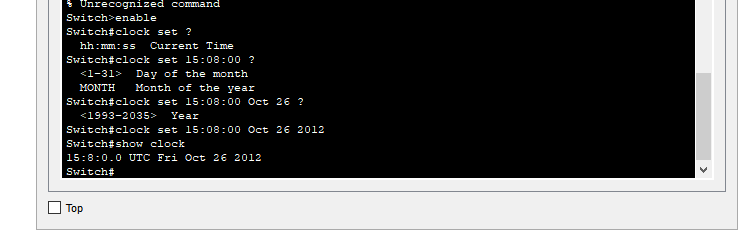 % Unrecognized command
Switch>enable
Switch#clock set ?
hh:mm:ss  Current Time
Switch#clock set 15:08:00 ?
<1-31>  Day of the month
MONTH   Month of the year
Switch#clock set 15:08:00 Oct 26 ?
<1993-2035>  Year
Switch#clock set 15:08:00 Oct 26 2012
Switch#show clock
15:8:0.0 UTC Fri Oct 26 2012
Switch#
Top